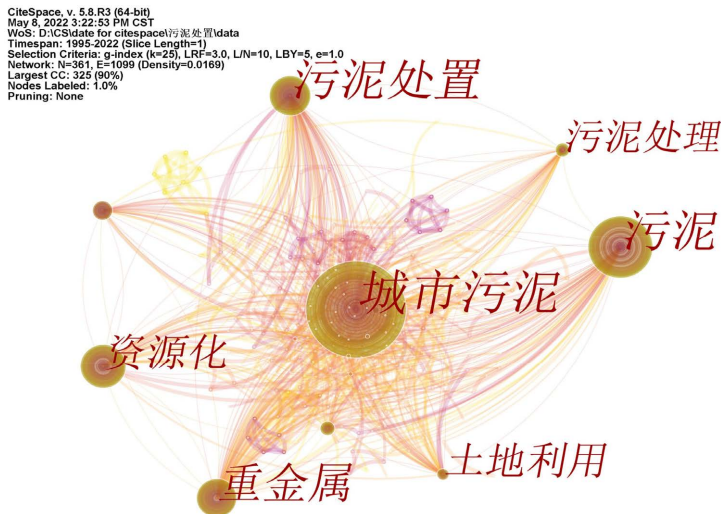 CiteSpace, v. 5.8.R3 (64-bit)
May 8, 2022 3:22:53 PM CST
WoS: D:\CS\date for citespace\污泥处置\data
Timespan: 1995-2022 (Slice Length=1)
Selection Criteria: g-index (k=25), LRF=3.0, L/N=10, LBY=5, e=1.0
Network: N=361, E=1099 (Density=0.0169)
Largest CC: 325 (90%)
Nodes Labeled: 1.0%
Pruning: None
污泥处置
污泥处理
污泥
城市污泥
资源化
土地利用
重金属